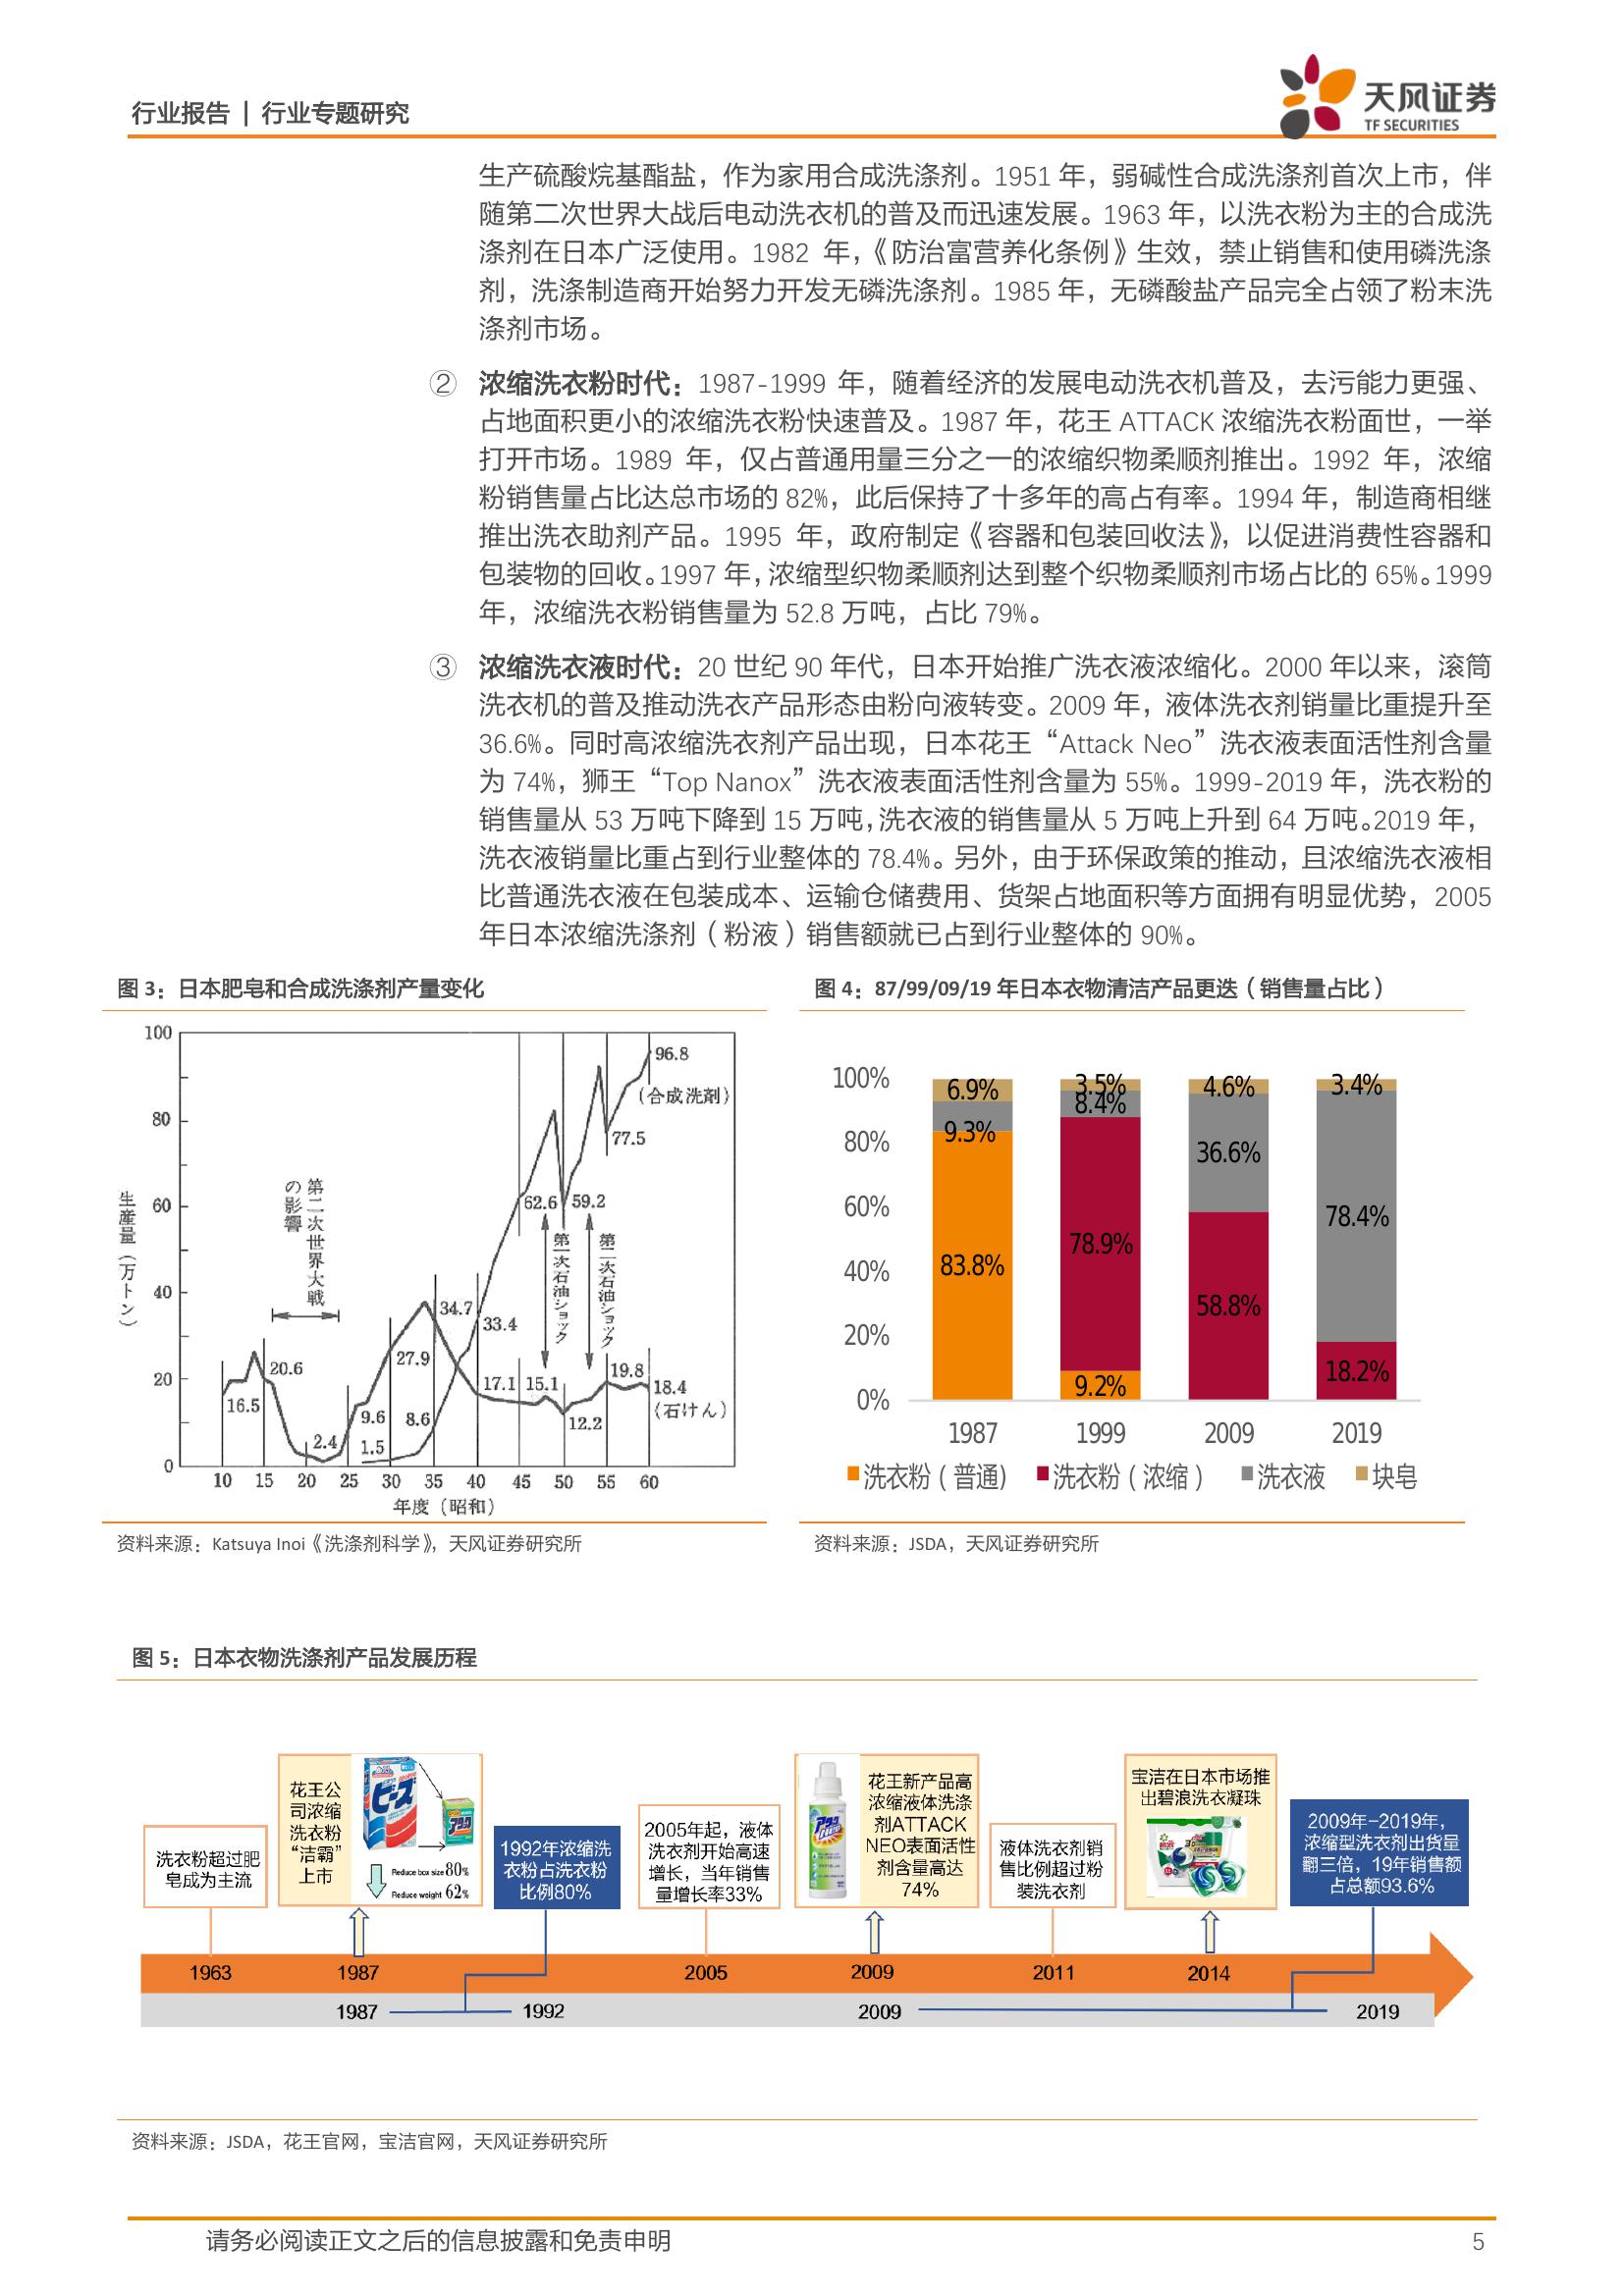 行业报告 | 行业专题研究
天风证券
TF SECURITIES
生产硫酸烷基酯盐，作为家用合成洗涤剂。1951 年，弱碱性合成洗涤剂首次上市，伴
随第二次世界大战后电动洗衣机的普及而迅速发展。1963 年，以洗衣粉为主的合成洗
涤剂在日本广泛使用。1982 年，《防治富营养化条例》生效，禁止销售和使用磷洗涤
剂，洗涤制造商开始努力开发无磷洗涤剂。1985 年，无磷酸盐产品完全占领了粉末洗
涤剂市场。
② 浓缩洗衣粉时代：1987-1999 年，随着经济的发展电动洗衣机普及，去污能力更强、
占地面积更小的浓缩洗衣粉快速普及。1987 年，花王 ATTACK 浓缩洗衣粉面世，一举
打开市场。1989 年，仅占普通用量三分之一的浓缩织物柔顺剂推出。1992 年，浓缩
粉销售量占比达总市场的 82%，此后保持了十多年的高占有率。1994 年，制造商相继
推出洗衣助剂产品。1995 年，政府制定《容器和包装回收法》，以促进消费性容器和
包装物的回收。1997 年，浓缩型织物柔顺剂达到整个织物柔顺剂市场占比的 65%。1999
年，浓缩洗衣粉销售量为 52.8 万吨，占比 79%。
③ 浓缩洗衣液时代：20 世纪 90 年代，日本开始推广洗衣液浓缩化。2000 年以来，滚筒
洗衣机的普及推动洗衣产品形态由粉向液转变。2009 年，液体洗衣剂销量比重提升至
36.6%。同时高浓缩洗衣剂产品出现，日本花王“Attack Neo”洗衣液表面活性剂含量
为 74%，狮王“Top Nanox”洗衣液表面活性剂含量为 55%。1999-2019 年，洗衣粉的
销售量从 53 万吨下降到 15 万吨，洗衣液的销售量从 5 万吨上升到 64 万吨。2019 年，
洗衣液销量比重占到行业整体的 78.4%。另外，由于环保政策的推动，且浓缩洗衣液相
比普通洗衣液在包装成本、运输仓储费用、货架占地面积等方面拥有明显优势，2005
年日本浓缩洗涤剂（粉液）销售额就已占到行业整体的 90%。
图 3：日本肥皂和合成洗涤剂产量变化
100
80
60
40
20
0
生産量（万トン）
第二次世界大戦
の影響
96.8
(合成洗剤)
77.5
62.6
59.2
第一次石油ショック
第二次石油ショック
34.7
33.4
27.9
20.6
16.5
2.4
9.6
1.5
8.6
17.1
15.1
12.2
19.8
18.4
(石けん)
10 15 20 25 30 35 40 45 50 55 60
年度（昭和）
资料来源：Katsuya Inoi《洗涤剂科学》，天风证券研究所
图 4：87/99/09/19 年日本衣物清洁产品更迭（销售量占比）
100%
80%
60%
40%
20%
0%
6.9%
9.3%
83.8%
3.5%
8.4%
78.9%
9.2%
4.6%
36.6%
58.8%
3.4%
78.4%
18.2%
1987 1999 2009 2019
洗衣粉（普通） 洗衣粉（浓缩） 洗衣液 块皂
资料来源：JSDA，天风证券研究所
图 5：日本衣物洗涤剂产品发展历程
洗衣粉超过肥
皂成为主流
花王公
司浓缩
洗衣粉
“洁霸”
上市
ビーズ
アタック
Reduce box size 80%
Reduce weight 62%
1992年浓缩洗
衣粉占洗衣粉
比例80%
2005年起，液体
洗衣剂开始高速
增长，当年销售
量增长率33%
アタック
花王新产品高
浓缩液体洗涤
剂ATTACK
NEO表面活性
剂含量高达
74%
液体洗衣剂销
售比例超过粉
装洗衣剂
宝洁在日本市场推
出碧浪洗衣凝珠
2009年-2019年，
浓缩型洗衣剂出货量
翻三倍，19年销售额
占总额93.6%
1963 1987 2005 2009 2011 2014
1987 1992 2009 2019
资料来源：JSDA，花王官网，宝洁官网，天风证券研究所
请务必阅读正文之后的信息披露和免责申明
5